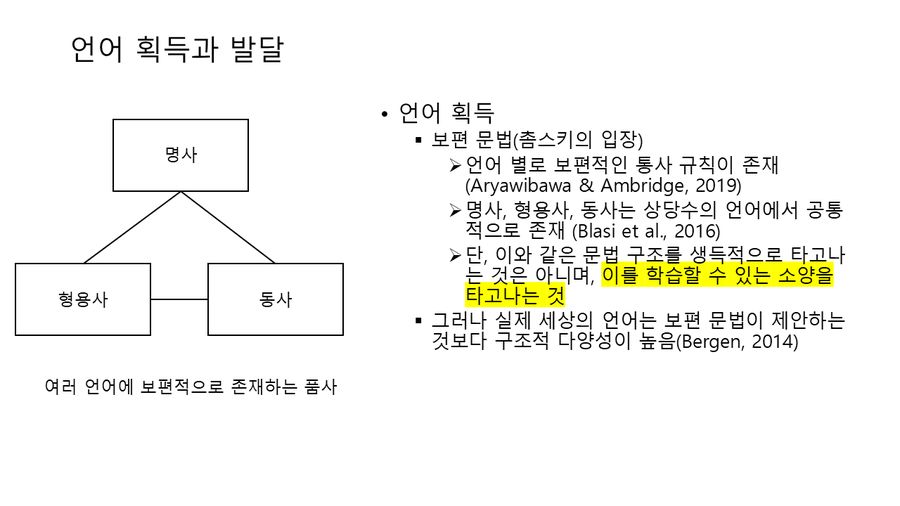 언어 획득과 발달
명사
형용사
동사
여러 언어에 보편적으로 존재하는 품사
• 언어 획득
▪ 보편 문법(촘스키의 입장)
➢언어 별로 보편적인 통사 규칙이 존재
(Aryawibawa & Ambridge, 2019)
➢명사, 형용사, 동사는 상당수의 언어에서 공통
적으로 존재 (Blasi et al., 2016)
➢단, 이와 같은 문법 구조를 생득적으로 타고나
는 것은 아니며, 이를 학습할 수 있는 소양을
타고나는 것
▪ 그러나 실제 세상의 언어는 보편 문법이 제안하는
것보다 구조적 다양성이 높음(Bergen, 2014)